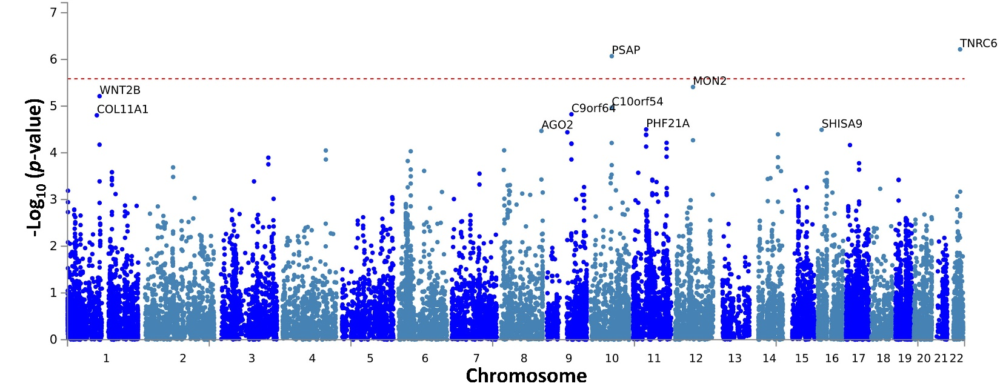 7
TNRC6
PSAP
6
MON2
WNT2B
5
C10orf54
COL11A1
C9orf64
AGO2
PHF21A
SHISA9
4
3
2
1
0
-Log10 (p-value)
1 2 3 4 5 6 7 8 9 10 11 12 13 14 15 16 17 18 19 20 21 22
Chromosome